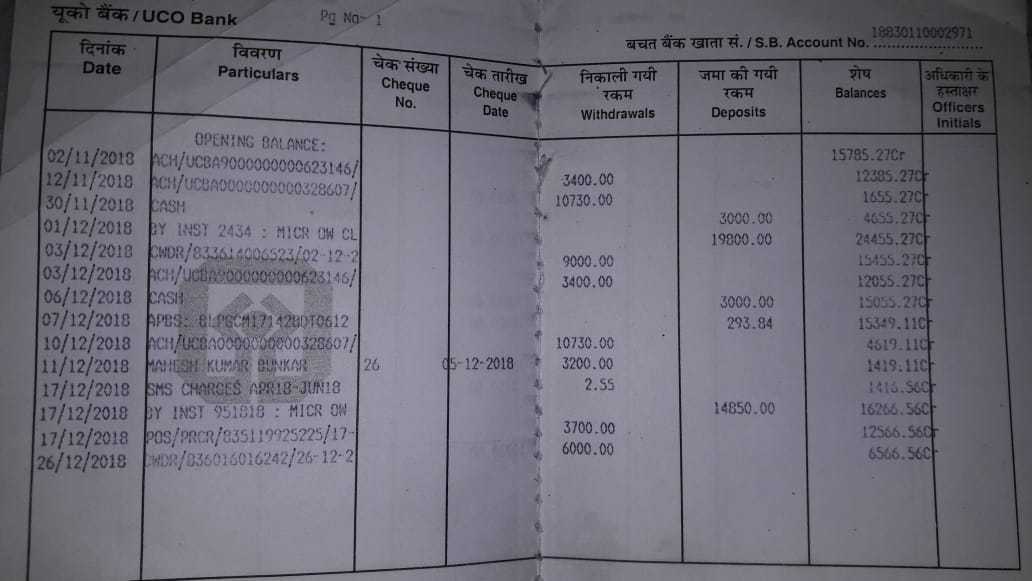 यूको बैंक / UCO Bank Pg No- 1
बचत बैंक खाता सं. / S.B. Account No. 18830110002971
दिनांक Date विवरण Particulars चेक संख्या Cheque No. चेक तारीख Cheque Date निकाली गयी रकम Withdrawals जमा की गयी रकम Deposits शेष Balances अधिकारी के हस्ताक्षर Officers Initials
OPENING BALANCE: 15785.27Cr
02/11/2018 ACH/UCBA9000000000623146/ 3400.00 12385.27Cr
12/11/2018 ACH/UCBA0000000000328607/ 10730.00 1655.27Cr
30/11/2018 CASH 3000.00 4655.27Cr
01/12/2018 BY INST 2434 : MICR OW CL 19800.00 24455.27Cr
03/12/2018 CWDR/833614006523/02-12-2 9000.00 15455.27Cr
03/12/2018 ACH/UCBA9000000000623146/ 3400.00 12055.27Cr
06/12/2018 CASH 3000.00 15055.27Cr
07/12/2018 APBS: 293.84 15349.11Cr
10/12/2018 ACH/UCBA0000000000328607/ 10730.00 4619.11Cr
11/12/2018 MAHESH KUMAR BUNKAR 26 05-12-2018 3200.00 1419.11Cr
17/12/2018 SMS CHARGES APR18-JUN18 2.55 1416.56Cr
17/12/2018 BY INST 951818 : MICR OW 14850.00 16266.56Cr
17/12/2018 POS/PRCR/835119925225/17- 3700.00 12566.56Cr
26/12/2018 CWDR/836016016242/26-12-2 6000.00 6566.56Cr